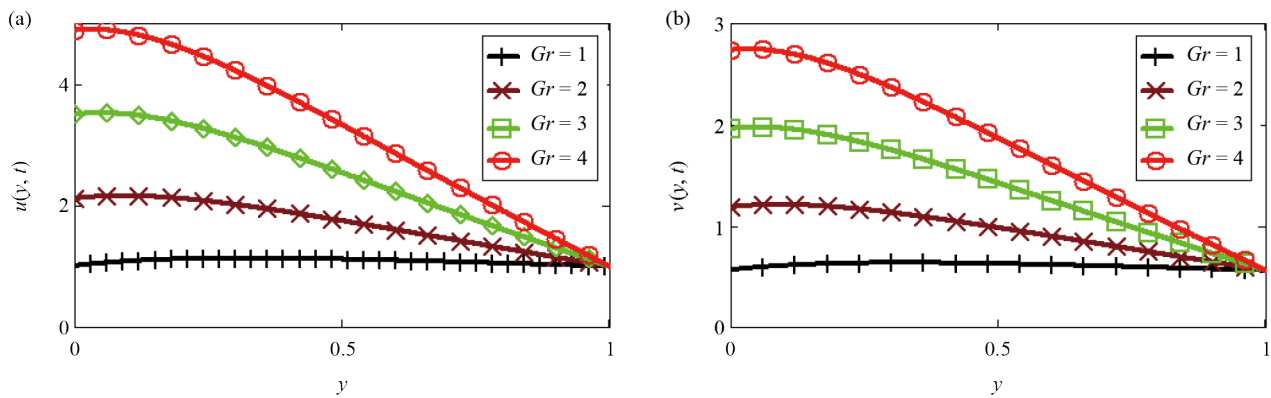 (a)
u(y, t)
4
2
0
0
0.5
1
y
Gr = 1
Gr = 2
Gr = 3
Gr = 4
(b)
v(y, t)
3
2
1
0
0
0.5
1
y
Gr = 1
Gr = 2
Gr = 3
Gr = 4